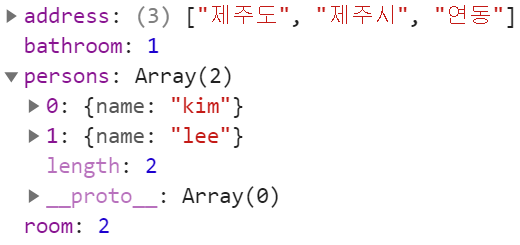 ▶ address: (3) ["제주도", "제주시", "연동"]
bathroom: 1
▼ persons: Array(2)
▶ 0: {name: "kim"}
▶ 1: {name: "lee"}
length: 2
▶ __proto__: Array(0)
room: 2